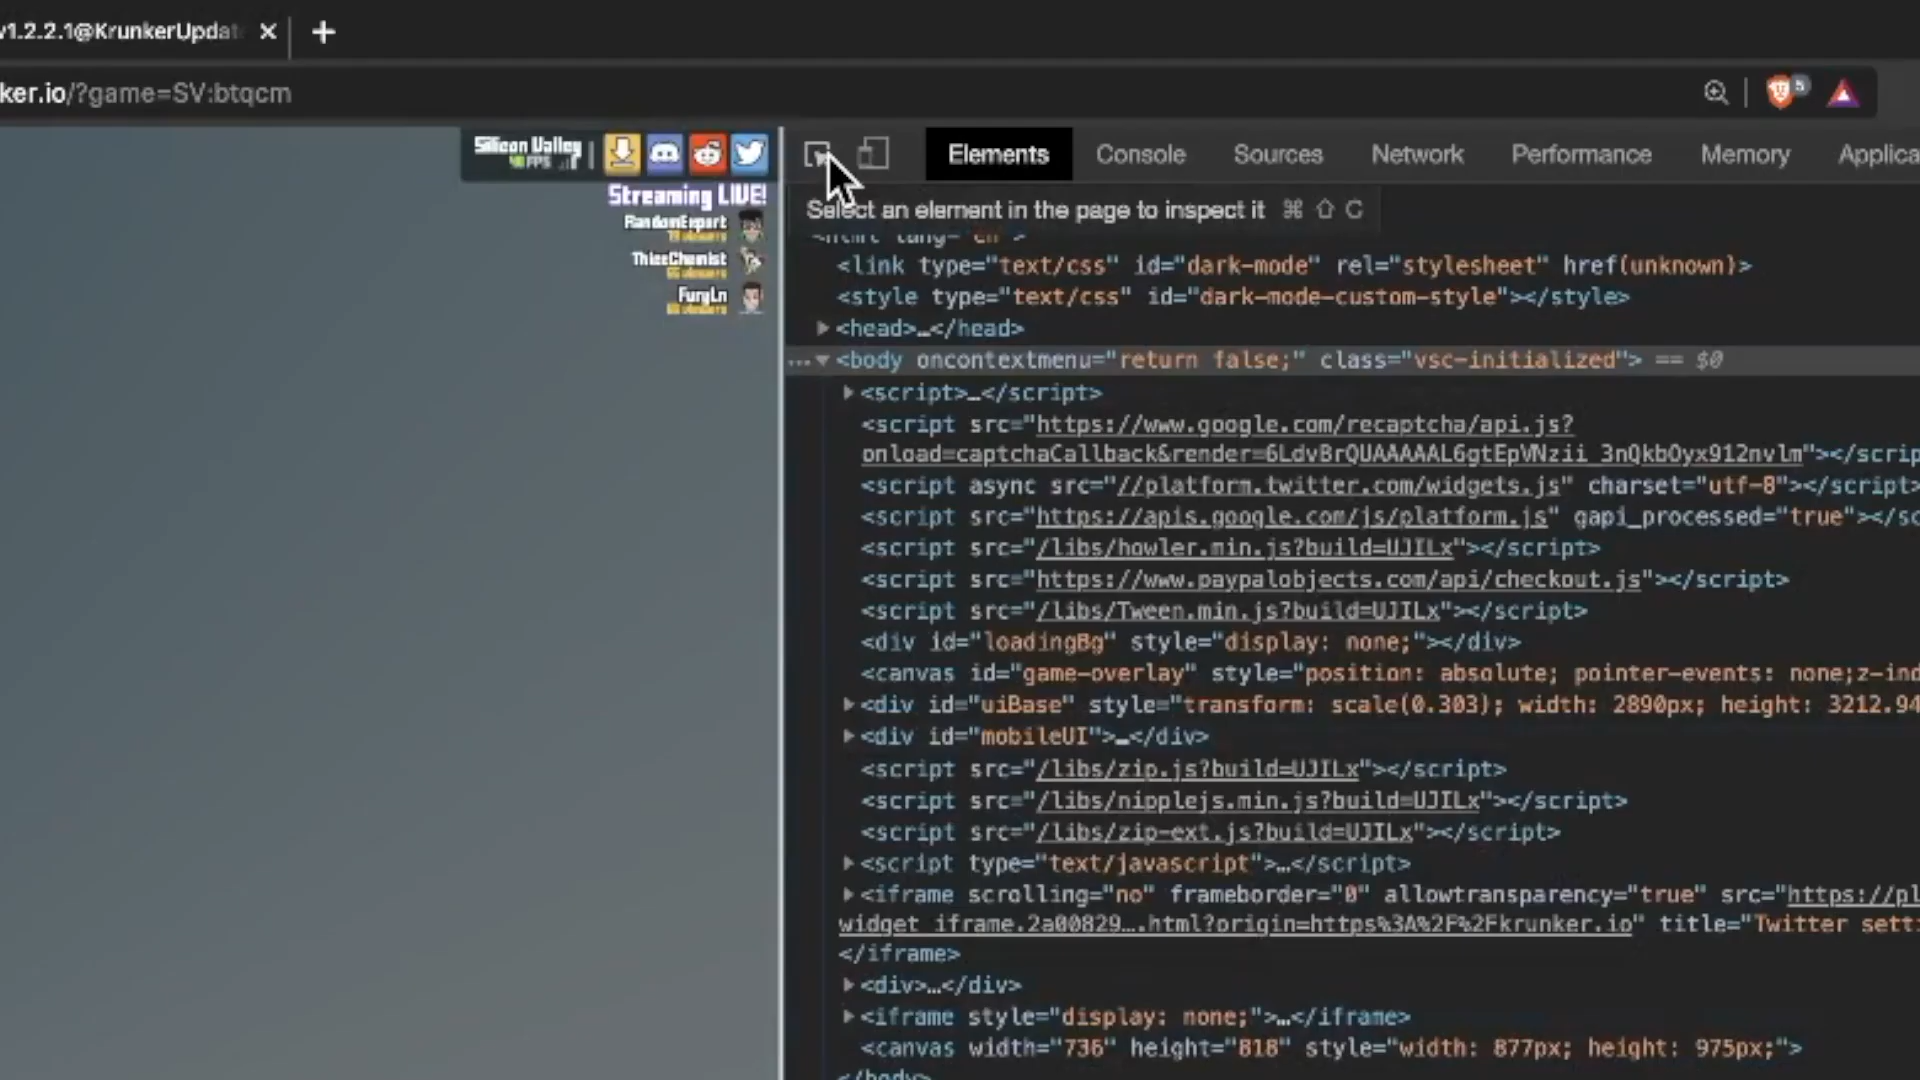 v1.2.2.1@KrunkerUpdat
ker.io/?game=SV:btqcm
5
Silicon Valley
FPS
Streaming LIVE!
RandomExpert
ThiccChemist
FuryLn
Elements
Console
Sources
Network
Performance
Memory
Applica
Select an element in the page to inspect it ⌘ ⇧ C
<html lang="en">
<link type="text/css" id="dark-mode" rel="stylesheet" href(unknown)>
<style type="text/css" id="dark-mode-custom-style"></style>
<head>…</head>
…<body oncontextmenu="return false;" class="vsc-initialized"> == $0
<script>…</script>
<script src="https://www.google.com/recaptcha/api.js?
onload=captchaCallback&render=6LdvBrQUAAAAAL6gtEpVNzii_3nQkbOyx912nvlm"></scrip
<script async src="//platform.twitter.com/widgets.js" charset="utf-8"></script>
<script src="https://apis.google.com/js/platform.js" gapi_processed="true"></sc
<script src="/libs/howler.min.js?build=UJILx"></script>
<script src="https://www.paypalobjects.com/api/checkout.js"></script>
<script src="/libs/Tween.min.js?build=UJILx"></script>
<div id="loadingBg" style="display: none;"></div>
<canvas id="game-overlay" style="position: absolute; pointer-events: none;z-ind
<div id="uiBase" style="transform: scale(0.303); width: 2890px; height: 3212.94
<div id="mobileUI">…</div>
<script src="/libs/zip.js?build=UJILx"></script>
<script src="/libs/nipplejs.min.js?build=UJILx"></script>
<script src="/libs/zip-ext.js?build=UJILx"></script>
<script type="text/javascript">…</script>
<iframe scrolling="no" frameborder="0" allowtransparency="true" src="https://pl
widget_iframe.2a00829….html?origin=https%3A%2F%2Fkrunker.io" title="Twitter sett
</iframe>
<div>…</div>
<iframe style="display: none;">…</iframe>
<canvas width="736" height="818" style="width: 877px; height: 975px;">
</body>